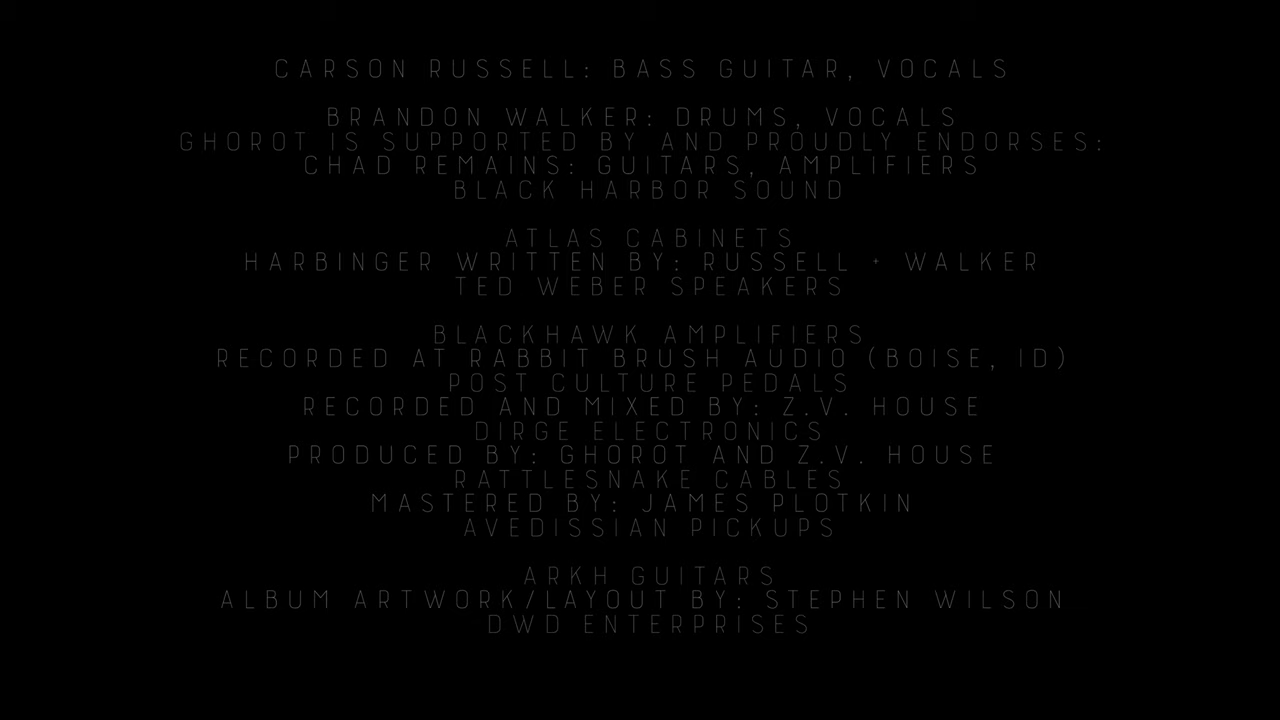 CARSON RUSSELL: BASS GUITAR, VOCALS
BRANDON WALKER: DRUMS, VOCALS
GHOROT IS SUPPORTED BY AND PROUDLY ENDORSES:
CHAD REMAINS: GUITARS, AMPLIFIERS
BLACK HARBOR SOUND
ATLAS CABINETS
HARBINGER WRITTEN BY: RUSSELL + WALKER
TED WEBER SPEAKERS
BLACKHAWK AMPLIFIERS
RECORDED AT RABBIT BRUSH AUDIO (BOISE, ID)
POST CULTURE PEDALS
RECORDED AND MIXED BY: Z.V. HOUSE
DIRGE ELECTRONICS
PRODUCED BY: GHOROT AND Z.V. HOUSE
RATTLESNAKE CABLES
MASTERED BY: JAMES PLOTKIN
AVEDISSIAN PICKUPS
ARKH GUITARS
ALBUM ARTWORK/LAYOUT BY: STEPHEN WILSON
DWD ENTERPRISES